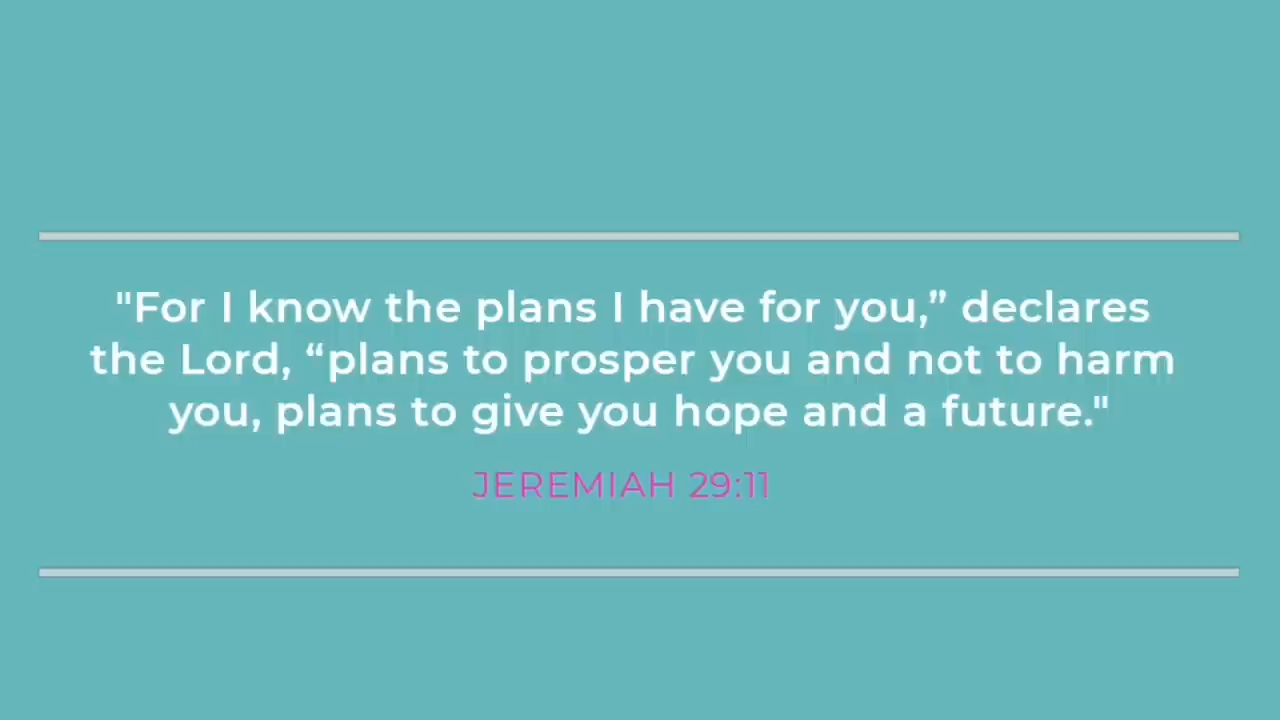 "For I know the plans I have for you,” declares
the Lord, “plans to prosper you and not to harm
you, plans to give you hope and a future."
JEREMIAH 29:11